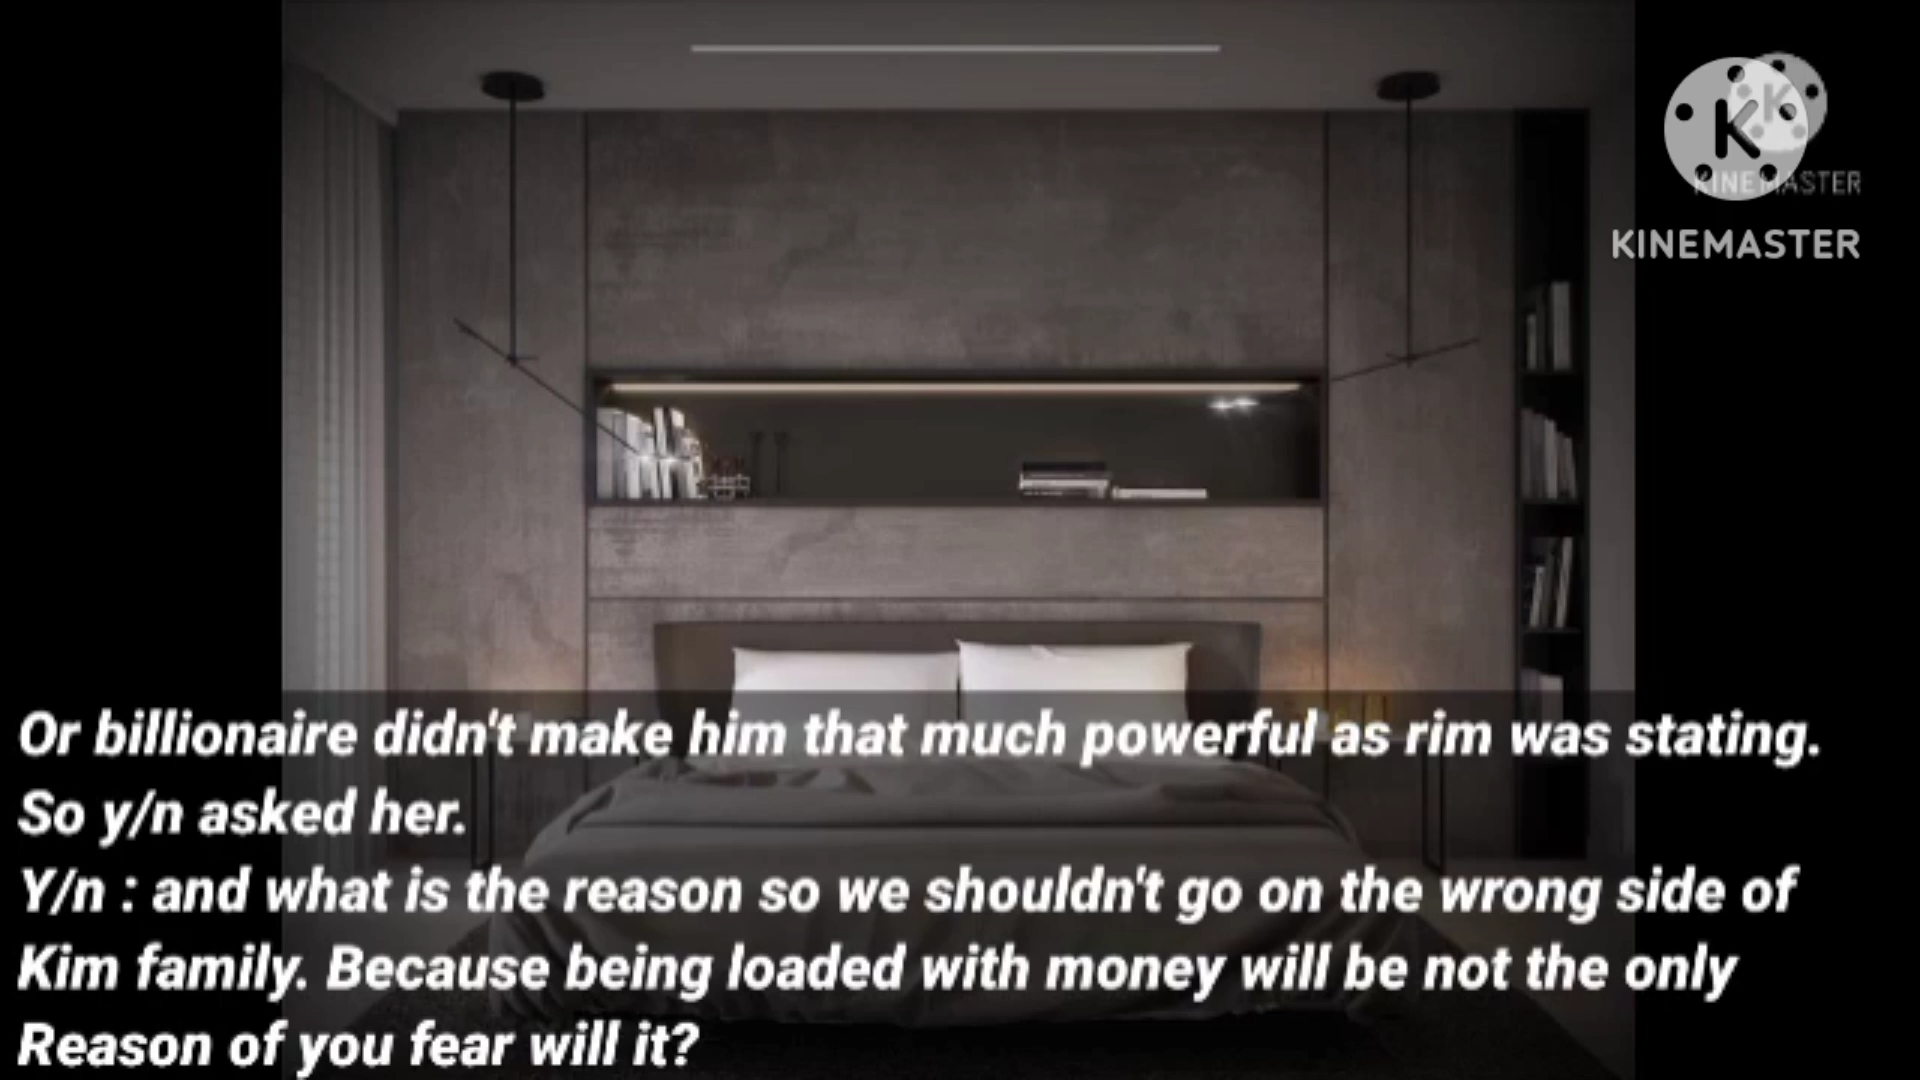 K
K
KINEMASTER
KINEMASTER
Or billionaire didn't make him that much powerful as rim was stating.
So y/n asked her.
Y/n : and what is the reason so we shouldn't go on the wrong side of
Kim family. Because being loaded with money will be not the only
Reason of you fear will it?